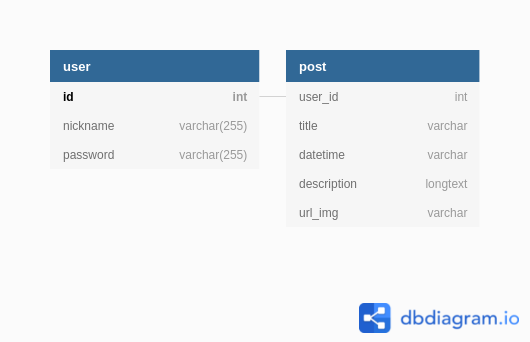 user
id int
nickname varchar(255)
password varchar(255)
post
user_id int
title varchar
datetime varchar
description longtext
url_img varchar
dbdiagram.io